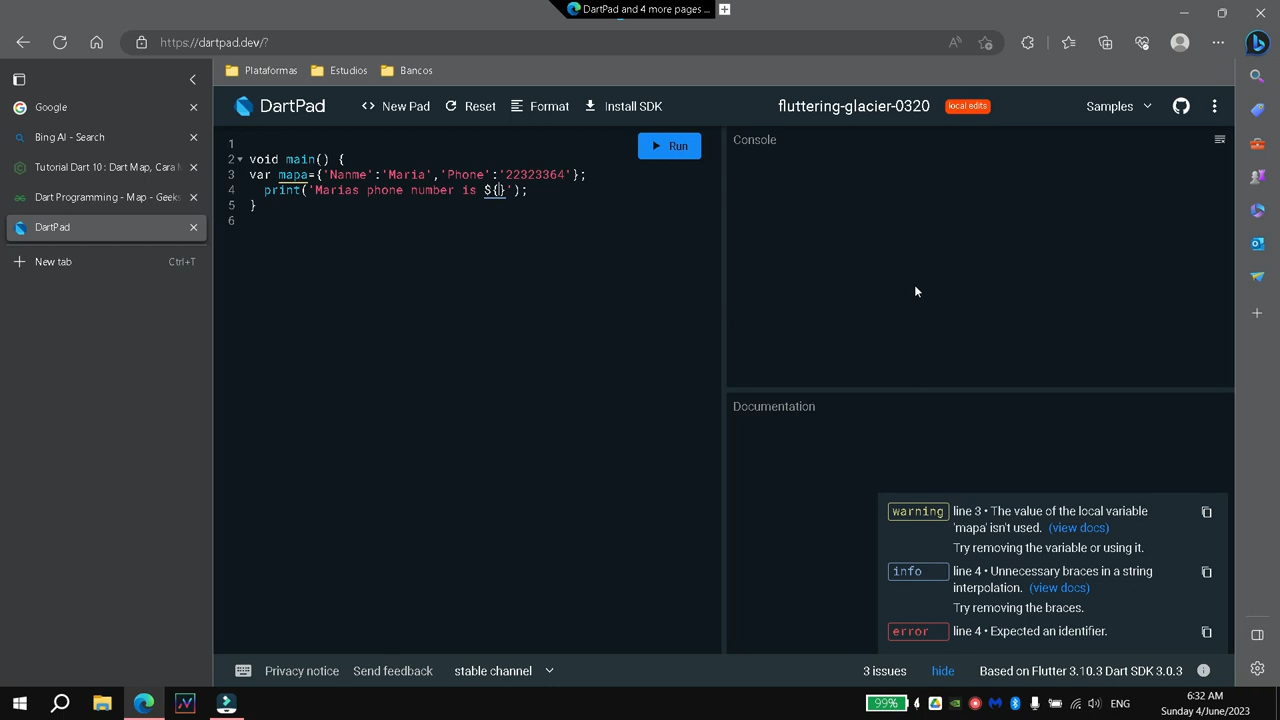 DartPad and 4 more pages ...
https://dartpad.dev/?
Plataformas
Estudios
Bancos
Google
Bing AI - Search
Tutorial Dart 10 : Dart Map, Cara
Dart Programming - Map - Geeks
DartPad
New tab
Ctrl+T
DartPad
New Pad
Reset
Format
Install SDK
fluttering-glacier-0320
local edits
Samples
Run
1
2 void main() {
3 var mapa={'Nanme':'Maria','Phone':'22323364'};
4 print('Marias phone number is ${}');
5 }
6
Console
Documentation
warning line 3 • The value of the local variable
'mapa' isn't used. (view docs)
Try removing the variable or using it.
info line 4 • Unnecessary braces in a string
interpolation. (view docs)
Try removing the braces.
error line 4 • Expected an identifier.
Privacy notice
Send feedback
stable channel
3 issues
hide
Based on Flutter 3.10.3 Dart SDK 3.0.3
99%
ENG
6:32 AM
Sunday 4/June/2023